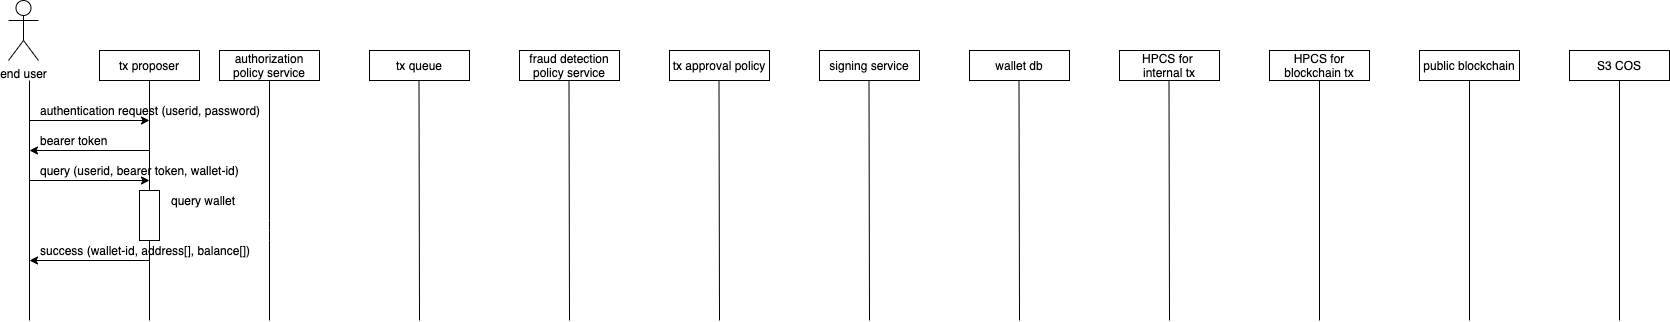 end user
tx proposer
authorization
policy service
tx queue
fraud detection
policy service
tx approval policy
signing service
wallet db
HPCS for
internal tx
HPCS for
blockchain tx
public blockchain
S3 COS
authentication request (userid, password)
bearer token
query (userid, bearer token, wallet-id)
query wallet
success (wallet-id, address[], balance[])